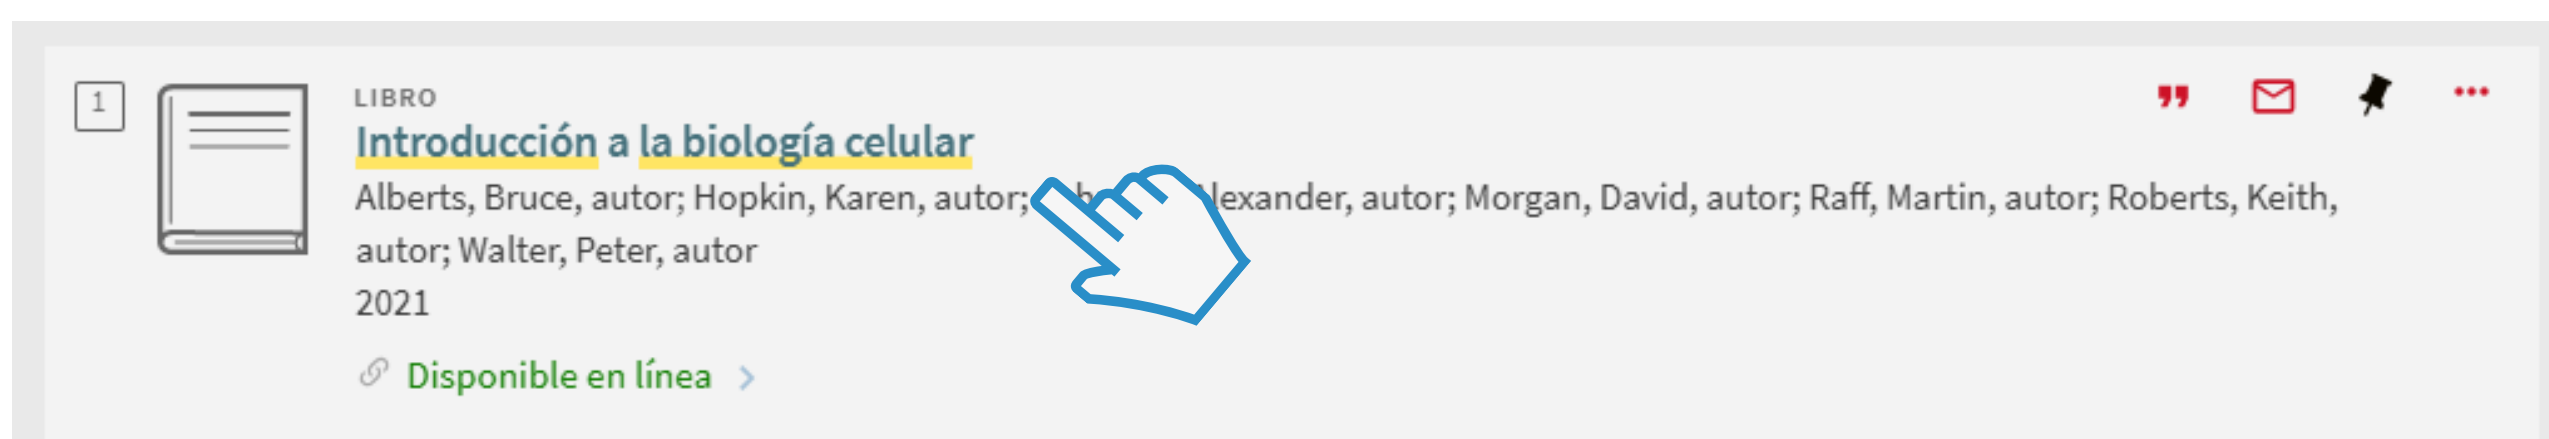 1
LIBRO
Introducción a la biología celular
Alberts, Bruce, autor; Hopkin, Karen, autor; Alexander, autor; Morgan, David, autor; Raff, Martin, autor; Roberts, Keith,
autor; Walter, Peter, autor
2021
Disponible en línea